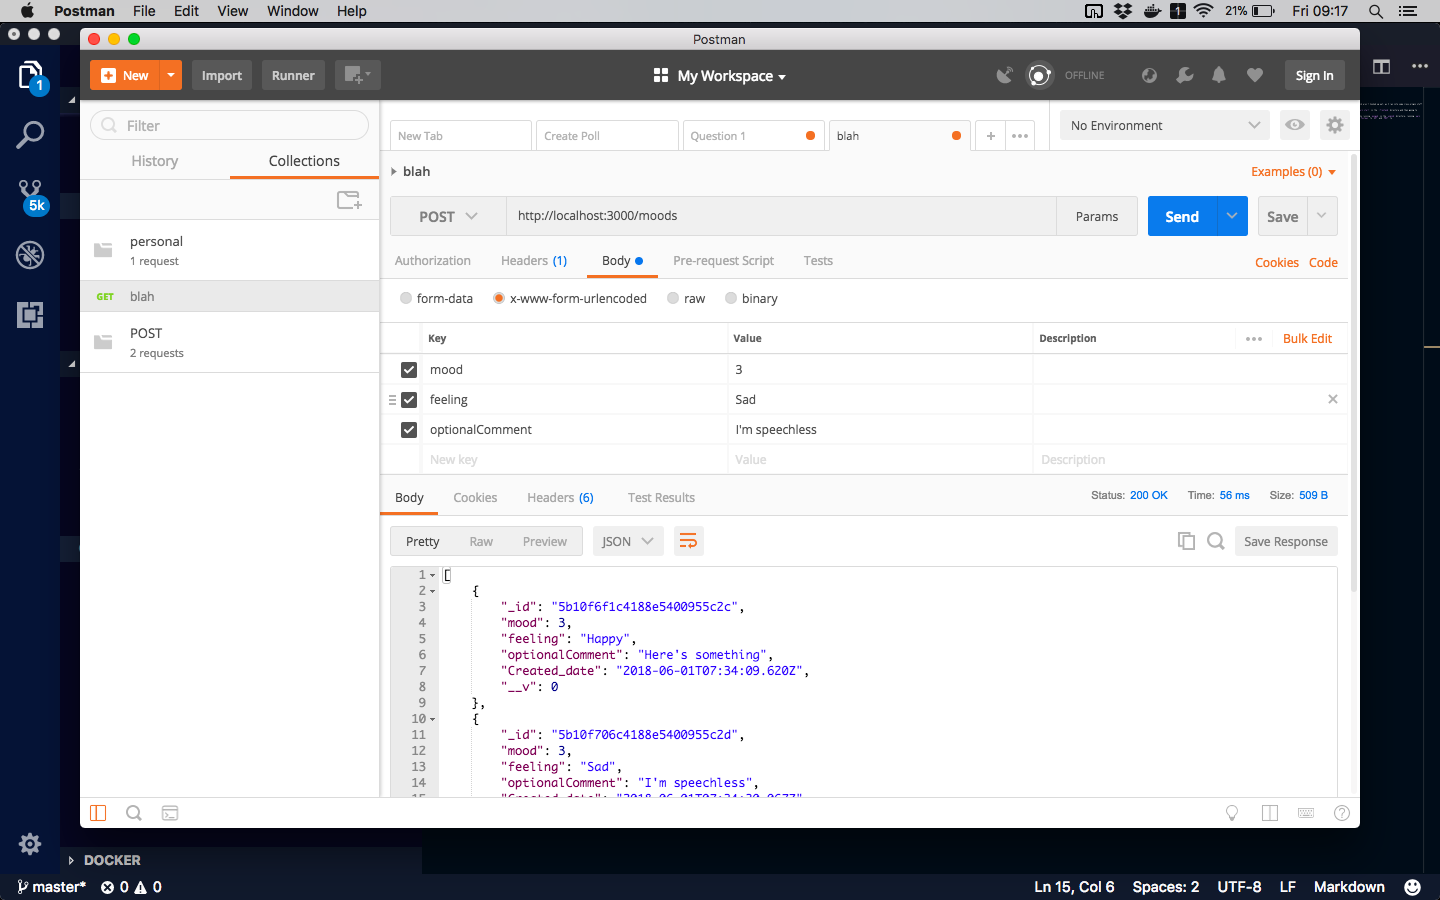 Postman File Edit View Window Help 1 21% Fri 09:17
Postman
New Import Runner My Workspace OFFLINE Sign In
1
Filter
New Tab Create Poll Question 1 blah + No Environment
History Collections
blah Examples (0)
POST http://localhost:3000/moods Params Send Save
5k
personal
1 request
Authorization Headers (1) Body Pre-request Script Tests Cookies Code
GET blah
form-data x-www-form-urlencoded raw binary
POST
2 requests
Key Value Description Bulk Edit
mood 3
feeling Sad
optionalComment I'm speechless
New key Value Description
Body Cookies Headers (6) Test Results Status: 200 OK Time: 56 ms Size: 509 B
Pretty Raw Preview JSON Save Response
1 [
2 {
3 "_id": "5b10f6f1c4188e5400955c2c",
4 "mood": 3,
5 "feeling": "Happy",
6 "optionalComment": "Here's something",
7 "Created_date": "2018-06-01T07:34:09.620Z",
8 "__v": 0
9 },
10 {
11 "_id": "5b10f706c4188e5400955c2d",
12 "mood": 3,
13 "feeling": "Sad",
14 "optionalComment": "I'm speechless",
DOCKER
master* 0 0 Ln 15, Col 6 Spaces: 2 UTF-8 LF Markdown